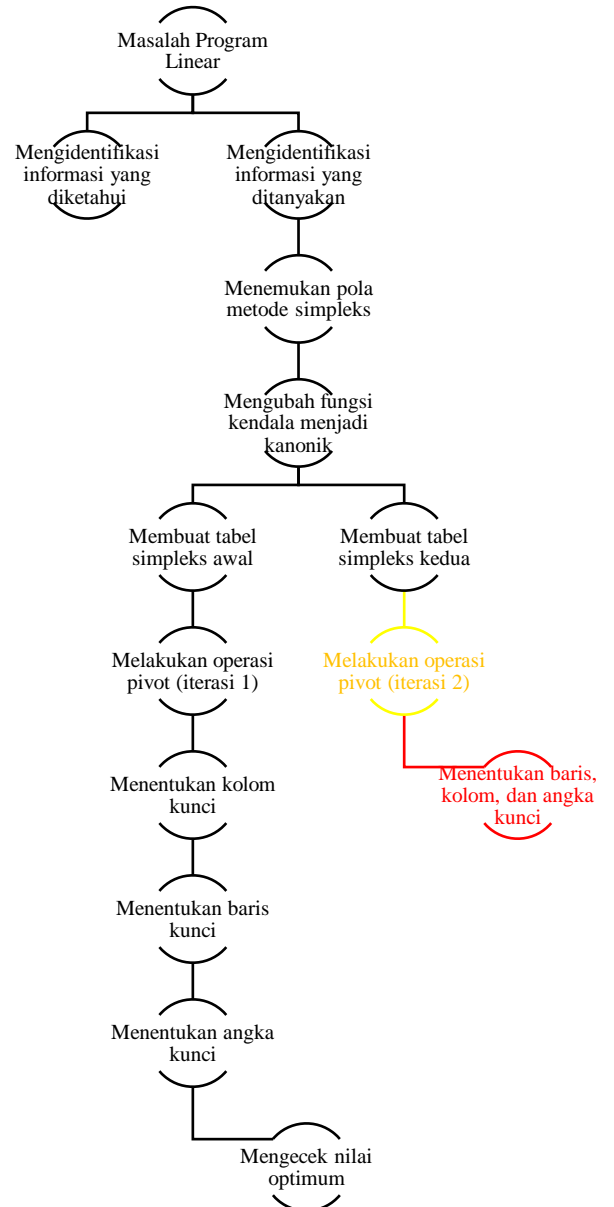 Masalah Program
Linear
Mengidentifikasi
informasi yang
diketahui
Mengidentifikasi
informasi yang
ditanyakan
Menemukan pola
metode simpleks
Mengubah fungsi
kendala menjadi
kanonik
Membuat tabel
simpleks awal
Membuat tabel
simpleks kedua
Melakukan operasi
pivot (iterasi 1)
Melakukan operasi
pivot (iterasi 2)
Menentukan kolom
kunci
Menentukan baris,
kolom, dan angka
kunci
Menentukan baris
kunci
Menentukan angka
kunci
Mengecek nilai
optimum